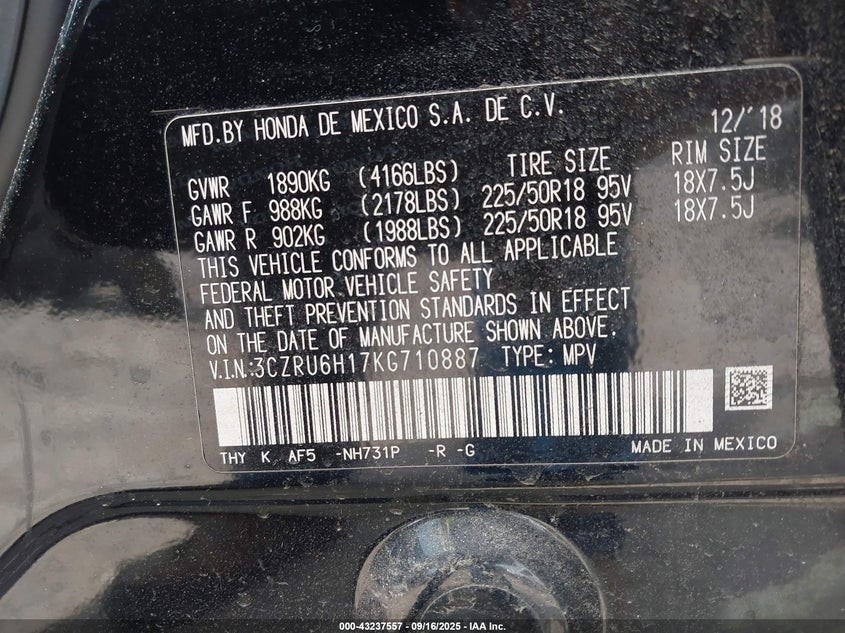 MFD.BY HONDA DE MEXICO S.A. DE C.V. 12/'18
GVWR 1890KG (4166LBS) TIRE SIZE RIM SIZE
GAWR F 988KG (2178LBS) 225/50R18 95V 18X7.5J
GAWR R 902KG (1988LBS) 225/50R18 95V 18X7.5J
THIS VEHICLE CONFORMS TO ALL APPLICABLE
FEDERAL MOTOR VEHICLE SAFETY
AND THEFT PREVENTION STANDARDS IN EFFECT
ON THE DATE OF MANUFACTURE SHOWN ABOVE.
V.I.N:3CZRU6H17KG710887 TYPE: MPV
THY K AF5 -NH731P -R -G MADE IN MEXICO
000-43237557 - 09/16/2025 - IAA Inc.